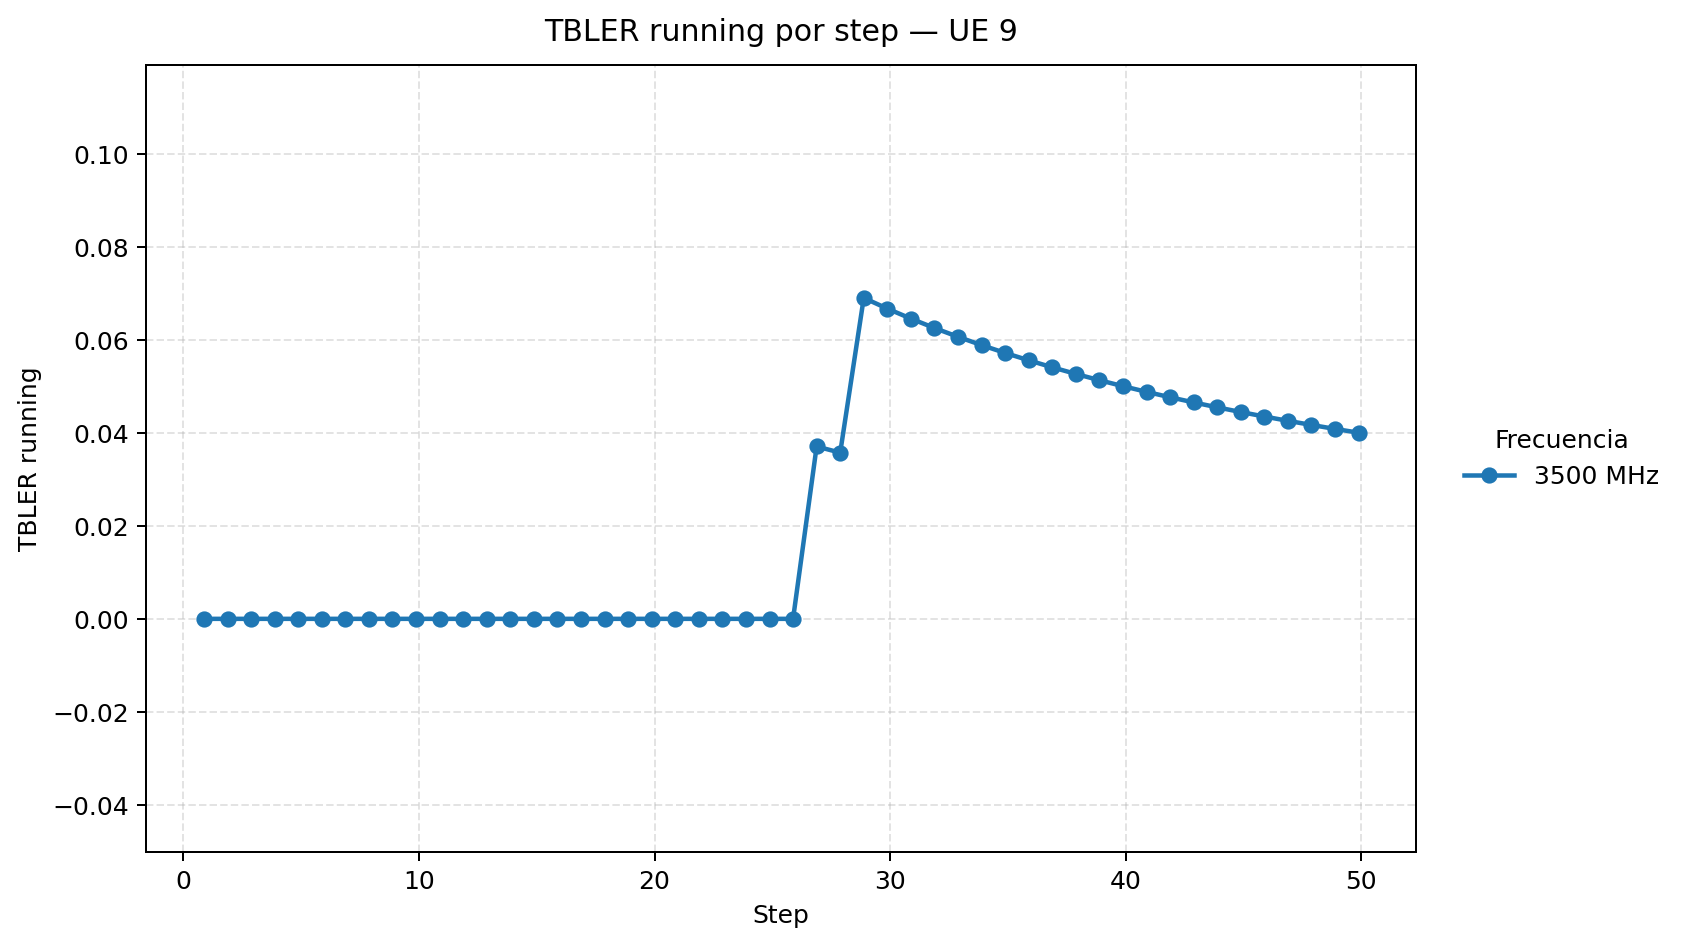 TBLER running por step — UE 9
TBLER running
0.10
0.08
0.06
0.04
0.02
0.00
−0.02
−0.04
0 10 20 30 40 50
Step
Frecuencia
3500 MHz